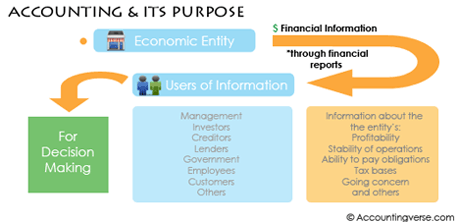 ACCOUNTING & ITS PURPOSE
Economic Entity
$ Financial Information
*through financial
reports
Users of Information
For
Decision
Making
Management
Investors
Creditors
Lenders
Government
Employees
Customers
Others
Information about the
the entity's:
Profitability
Stability of operations
Ability to pay obligations
Tax bases
Going concern
and others
© Accountingverse.com